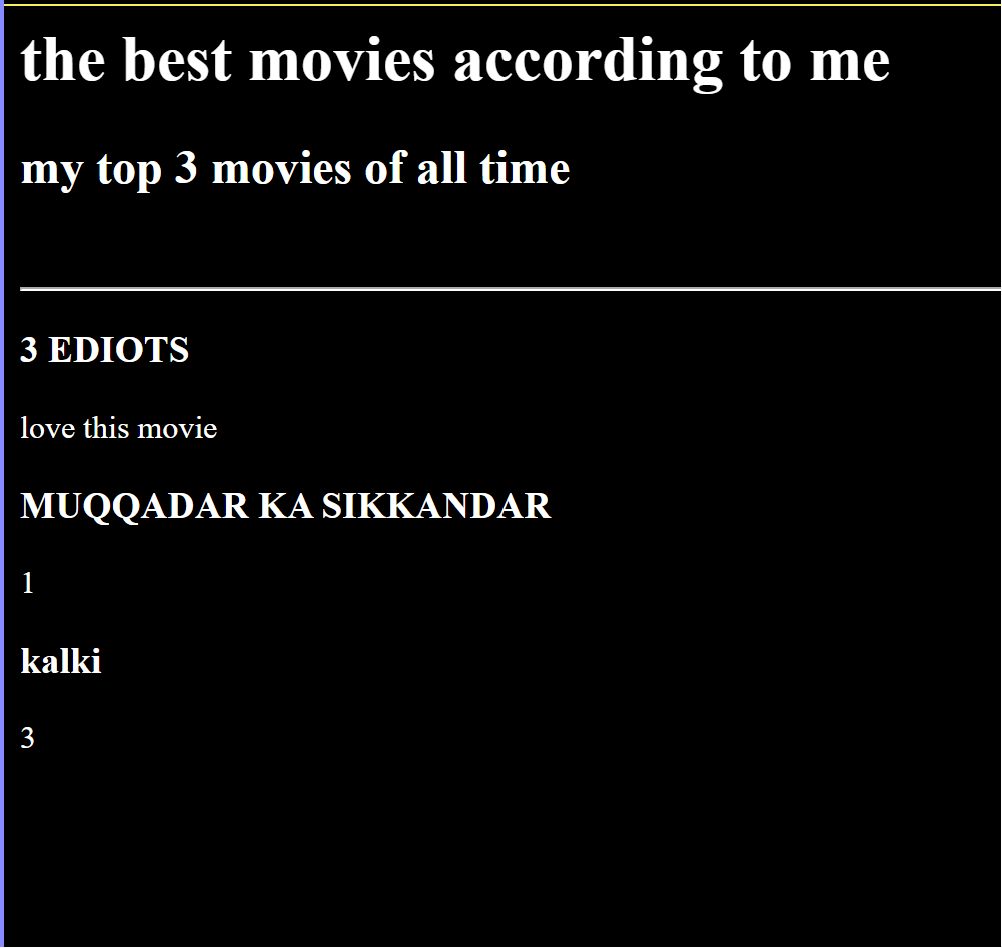 the best movies according to me
my top 3 movies of all time
3 EDIOTS
love this movie
MUQQADAR KA SIKKANDAR
1
kalki
3